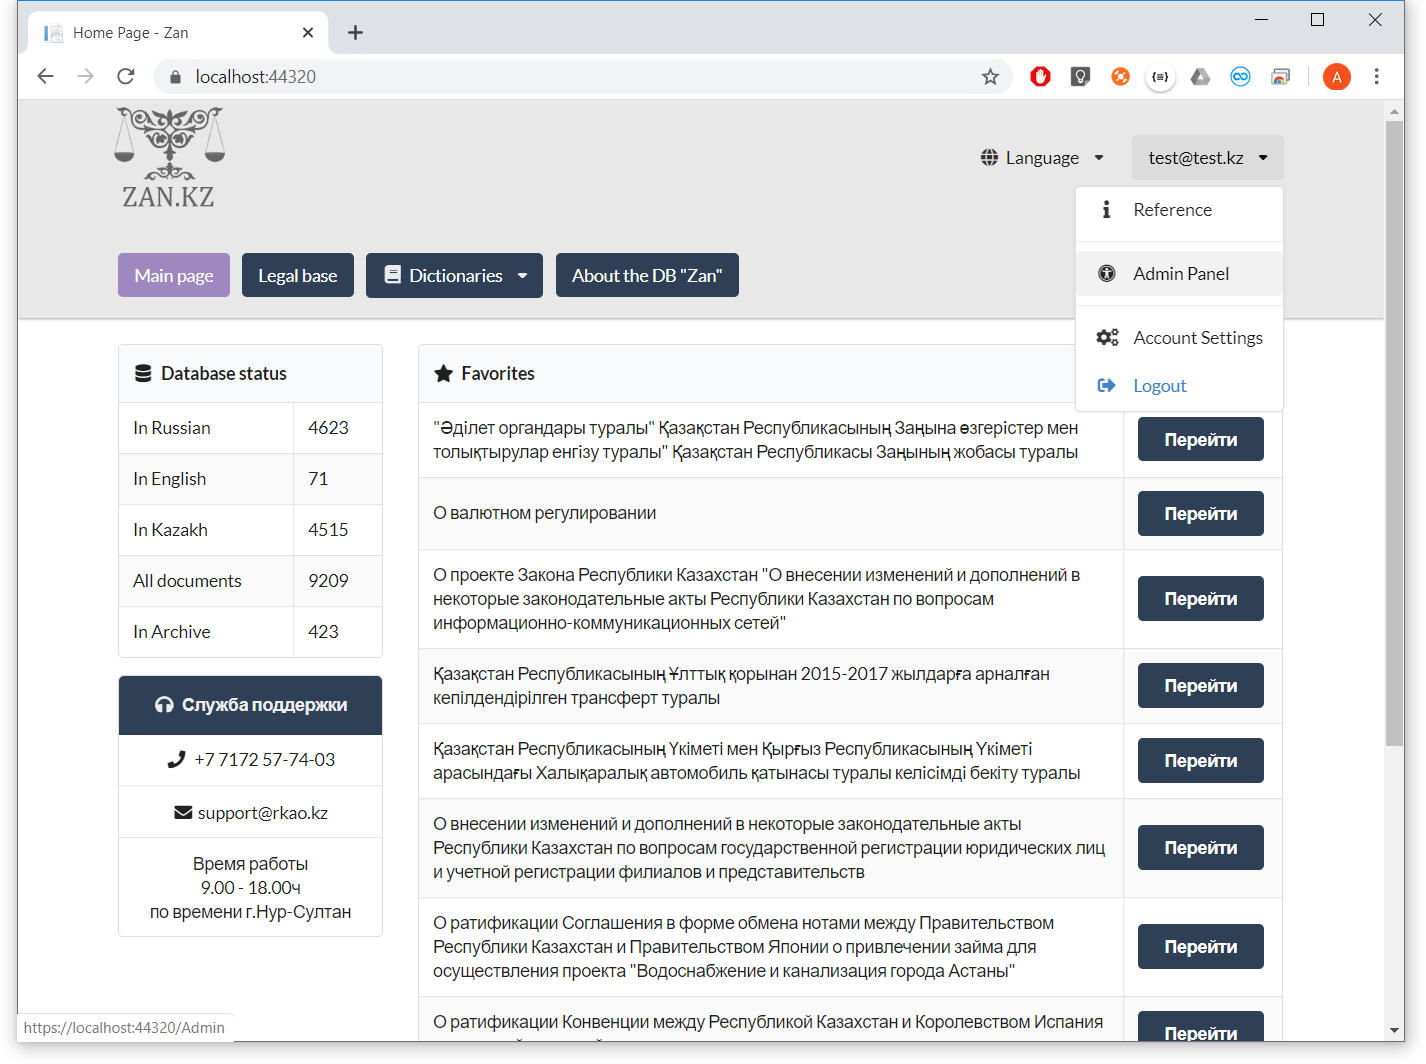 Home Page - Zan
localhost:44320
A
ZAN.KZ
Language
test@test.kz
Reference
Admin Panel
Account Settings
Logout
Main page
Legal base
Dictionaries
About the DB "Zan"
Database status
In Russian 4623
In English 71
In Kazakh 4515
All documents 9209
In Archive 423
Служба поддержки
+7 7172 57-74-03
support@rkao.kz
Время работы
9.00 - 18.00ч
по времени г.Нур-Султан
Favorites
"Әділет органдары туралы" Қазақстан Республикасының Заңына өзгерістер мен
толықтырулар енгізу туралы" Қазақстан Республикасы Заңының жобасы туралы
Перейти
О валютном регулировании
Перейти
О проекте Закона Республики Казахстан "О внесении изменений и дополнений в
некоторые законодательные акты Республики Казахстан по вопросам
информационно-коммуникационных сетей"
Перейти
Қазақстан Республикасының Ұлттық қорынан 2015-2017 жылдарға арналған
кепілдендірілген трансферт туралы
Перейти
Қазақстан Республикасының Үкіметі мен Қырғыз Республикасының Үкіметі
арасындағы Халықаралық автомобиль қатынасы туралы келісімді бекіту туралы
Перейти
О внесении изменений и дополнений в некоторые законодательные акты
Республики Казахстан по вопросам государственной регистрации юридических лиц
и учетной регистрации филиалов и представительств
Перейти
О ратификации Соглашения в форме обмена нотами между Правительством
Республики Казахстан и Правительством Японии о привлечении займа для
осуществления проекта "Водоснабжение и канализация города Астаны"
Перейти
О ратификации Конвенции между Республикой Казахстан и Королевством Испания
Перейти
https://localhost:44320/Admin